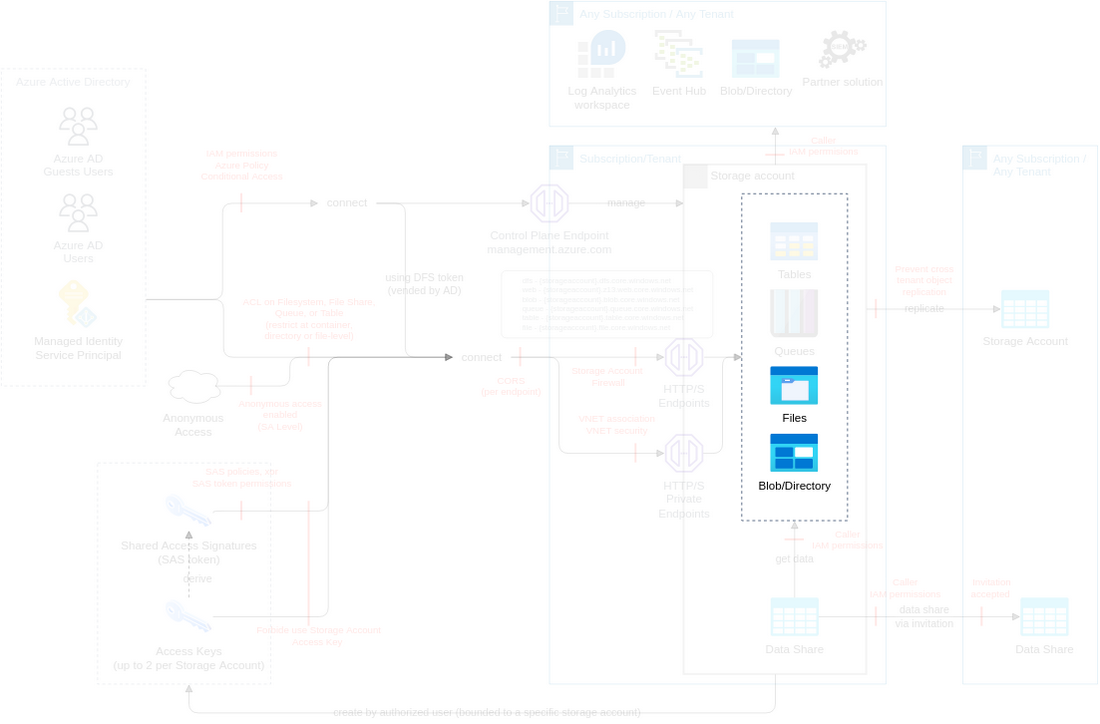 Any Subscription / Any Tenant
Log Analytics
workspace
Event Hub
Blob/Directory
Partner solution
Azure Active Directory
Azure AD
Guests Users
Azure AD
Users
Managed Identity
Service Principal
IAM permissions
Azure Policy
Conditional Access
connect
Caller
IAM permissions
Subscription/Tenant
Storage account
Any Subscription /
Any Tenant
Control Plane Endpoint
management.azure.com
manage
using DFS token
(vended by AD)
ACL on Filesystem, File Share,
Queue, or Table
(restrict at container,
directory or file-level)
connect
CORS
(per endpoint)
Storage Account
Firewall
HTTP/S
Endpoints
VNET association
VNET security
HTTP/S
Private
Endpoints
Tables
Queues
Files
Blob/Directory
Prevent cross
tenant object
replication
replicate
Storage Account
Anonymous
Access
Anonymous access
enabled
(SA Level)
SAS token permissions
Shared Access Signatures
(SAS token)
derive
Access Keys
(up to 2 per Storage Account)
use Storage Account
Access Key
Caller
IAM permissions
get data
Data Share
Caller
IAM permissions
data share
via invitation
Invitation
accepted
Data Share
create by authorized user (bounded to a specific storage account)